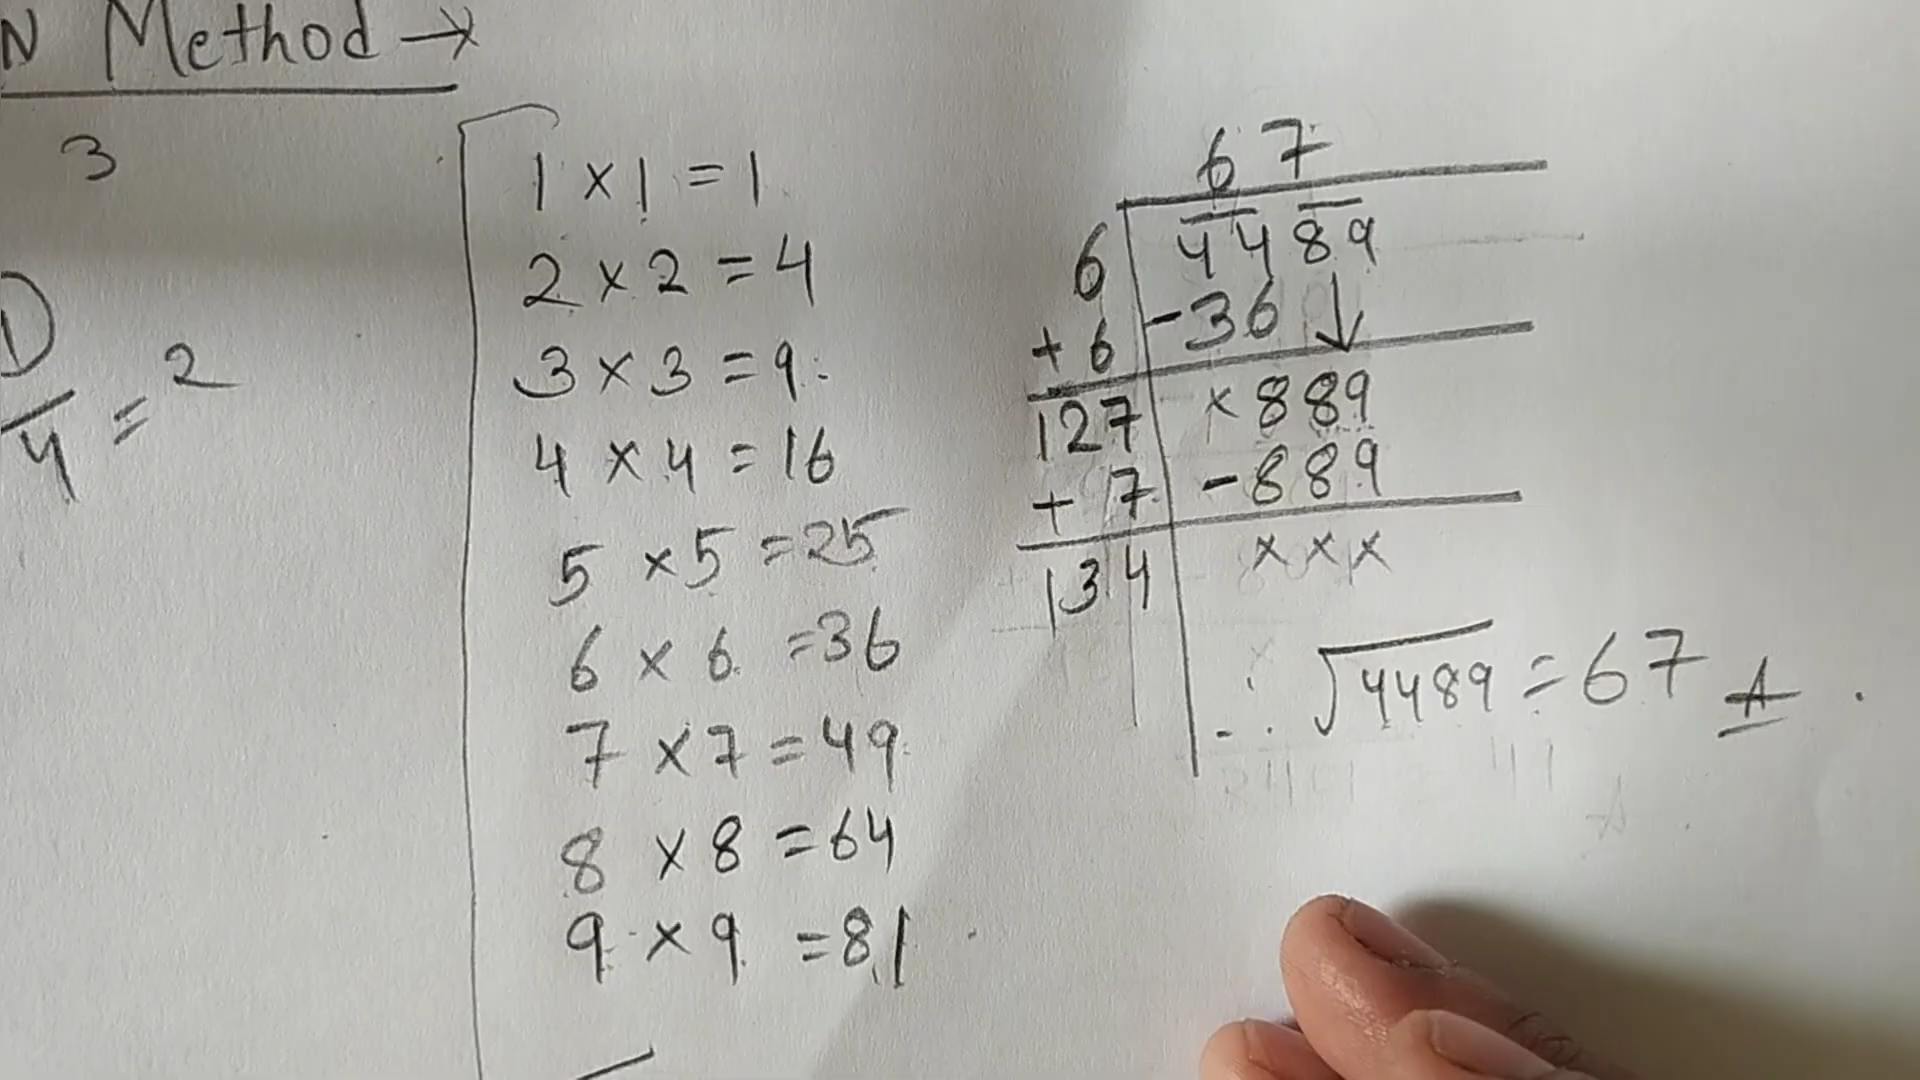 N Method →
3
1
4 = 2
1 × 1 = 1
2 × 2 = 4
3 × 3 = 9
4 × 4 = 16
5 × 5 = 25
6 × 6 = 36
7 × 7 = 49
8 × 8 = 64
9 × 9 = 81
67
6 4489
+ 6 - 36 ↓
127 × 889
+ 7 - 889
134 × × ×
∴ √4489 = 67 A